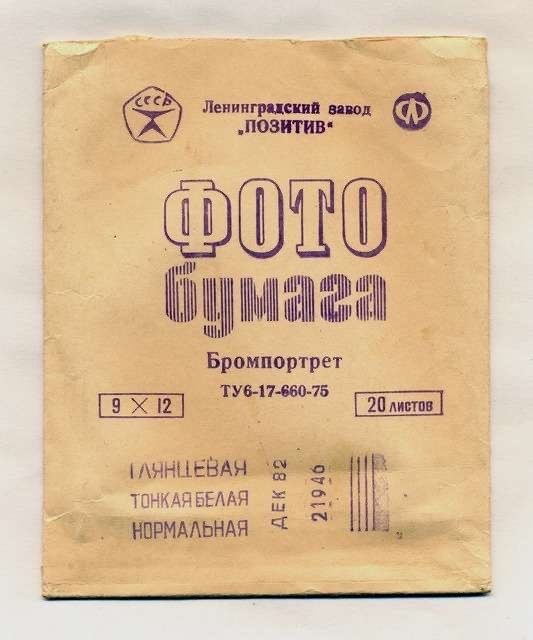 СССР
Ленинградский завод
„ПОЗИТИВ“
ФОТО
бумага
Бромпортрет
ТУ6-17-660-75
9 X 12
20 листов
ГЛЯНЦЕВАЯ
ТОНКАЯ БЕЛАЯ
НОРМАЛЬНАЯ
ДЕК 82
21946